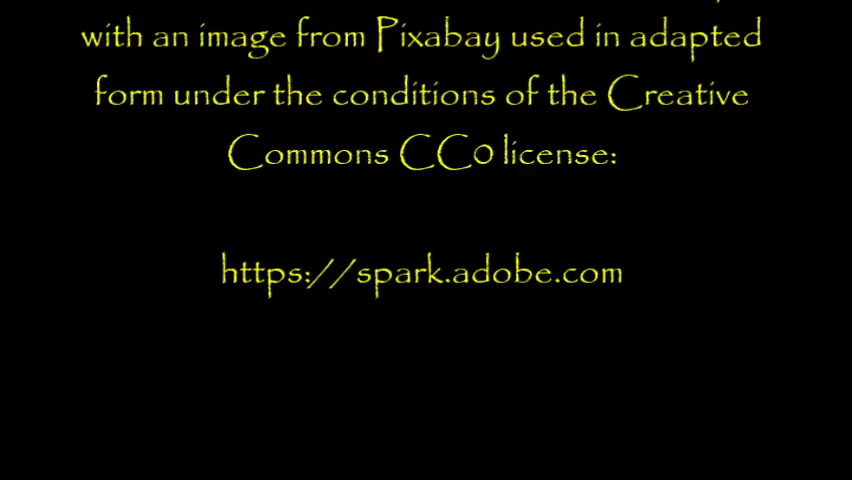 with an image from Pixabay used in adapted
form under the conditions of the Creative
Commons CC0 license:
https://spark.adobe.com